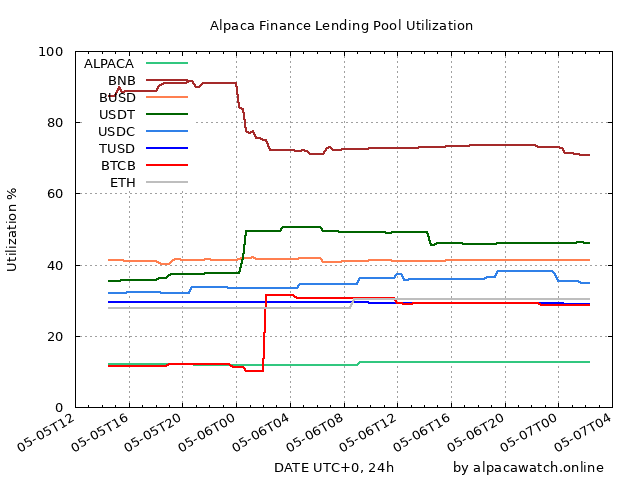 Alpaca Finance Lending Pool Utilization
100
80
60
40
20
0
Utilization %
ALPACA
BNB
BUSD
USDT
USDC
TUSD
BTCB
ETH
05-05T12
05-05T16
05-05T20
05-06T00
05-06T04
05-06T08
05-06T12
05-06T16
05-06T20
05-07T00
05-07T04
DATE UTC+0, 24h
by alpacawatch.online